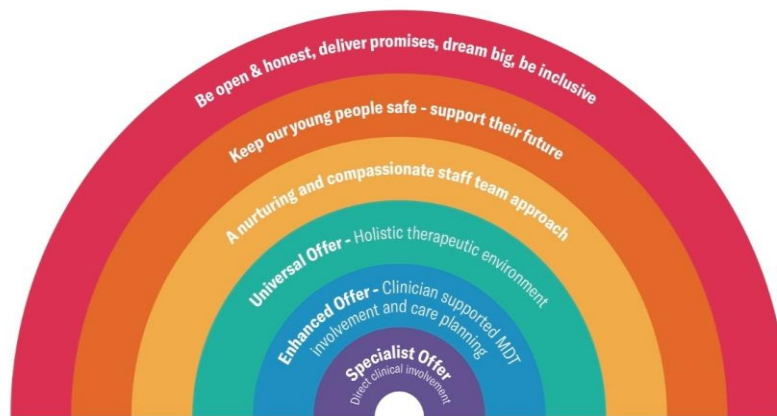 Be open & honest, deliver promises, dream big, be inclusive
Keep our young people safe - support their future
A nurturing and compassionate staff team approach
Universal Offer - Holistic therapeutic environment
Enhanced Offer - Clinician supported MDT
involvement and care planning
Specialist Offer
Direct clinical involvement